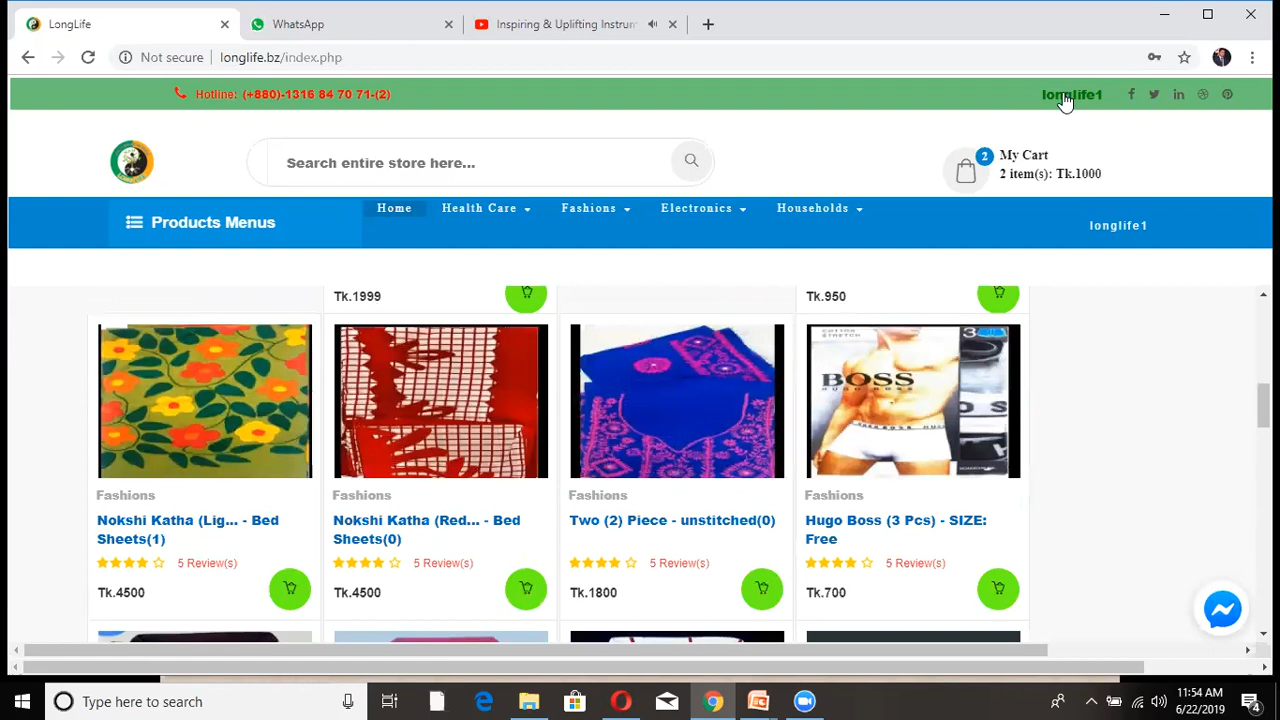 LongLife
WhatsApp
Inspiring & Uplifting Instrum
Not secure
longlife.bz/index.php
Hotline: (+880)-1316 84 70 71-(2)
longlife1
Search entire store here...
2
My Cart
2 item(s): Tk.1000
Products Menus
Home
Health Care
Fashions
Electronics
Households
longlife1
Tk.1999
Tk.950
BOSS
HUGO BOSS
Fashions
Fashions
Fashions
Fashions
Nokshi Katha (Lig... - Bed
Sheets(1)
Nokshi Katha (Red... - Bed
Sheets(0)
Two (2) Piece - unstitched(0)
Hugo Boss (3 Pcs) - SIZE:
Free
5 Review(s)
5 Review(s)
5 Review(s)
5 Review(s)
Tk.4500
Tk.4500
Tk.1800
Tk.700
Type here to search
11:54 AM
6/22/2019
4